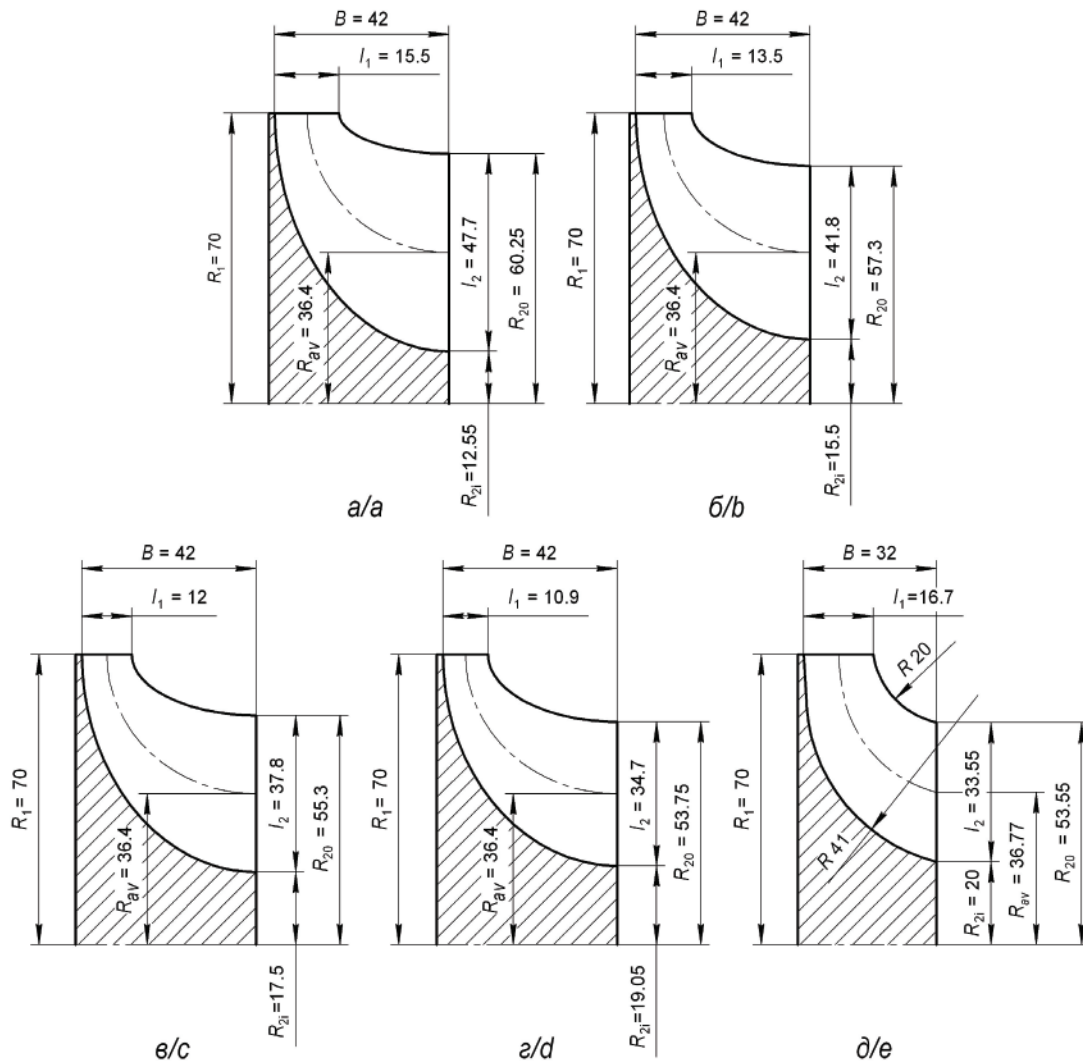 B = 42
l₁ = 15.5
R₁ = 70
Rav = 36.4
l₂ = 47.7
R₂₀ = 60.25
R₂ᵢ=12.55
а/a
B = 42
l₁ = 13.5
R₁ = 70
Rav = 36.4
l₂ = 41.8
R₂₀ = 57.3
R₂ᵢ=15.5
б/b
B = 42
l₁ = 12
R₁ = 70
Rav = 36.4
l₂ = 37.8
R₂₀ = 55.3
R₂ᵢ=17.5
в/c
B = 42
l₁ = 10.9
R₁ = 70
Rav = 36.4
l₂ = 34.7
R₂₀ = 53.75
R₂ᵢ=19.05
г/d
B = 32
l₁=16.7
R 20
R₁ = 70
R 41
l₂ = 33.55
R₂ᵢ = 20
Rav = 36.77
R₂₀ = 53.55
д/e